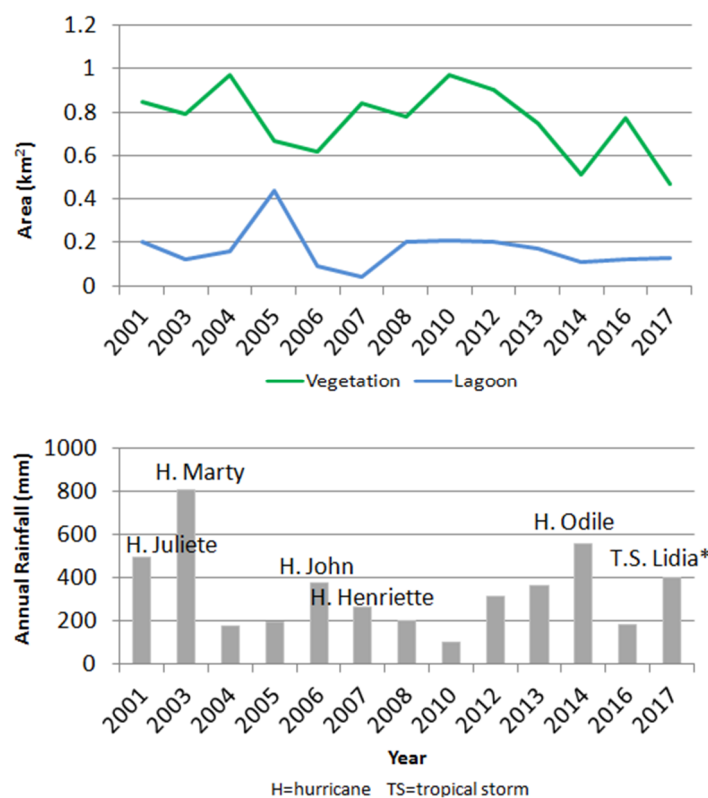 1.2
1
0.8
0.6
0.4
0.2
0
Area (km²)
2001 2003 2004 2005 2006 2007 2008 2010 2012 2013 2014 2016 2017
Vegetation Lagoon
1000
800
600
400
200
0
Annual Rainfall (mm)
H. Marty
H. Juliete
H. John
H. Henriette
H. Odile
T.S. Lidia*
2001 2003 2004 2005 2006 2007 2008 2010 2012 2013 2014 2016 2017
Year
H=hurricane TS=tropical storm